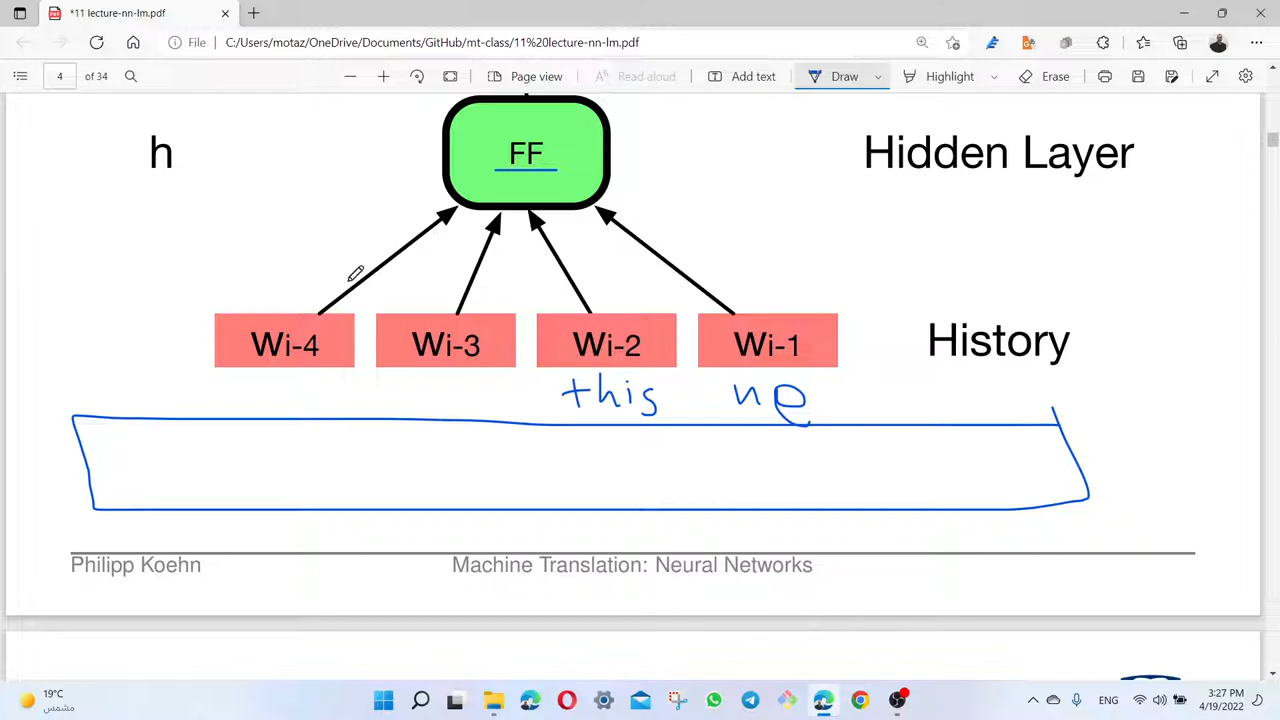 *11 lecture-nn-lm.pdf
File C:/Users/motaz/OneDrive/Documents/GitHub/mt-class/11%20lecture-nn-lm.pdf
4 of 34 Page view Read aloud Add text Draw Highlight Erase
h FF Hidden Layer
Wi-4 Wi-3 Wi-2 Wi-1 History
this ne
Philipp Koehn Machine Translation: Neural Networks
19°C ENG 3:27 PM
مشمس 4/19/2022